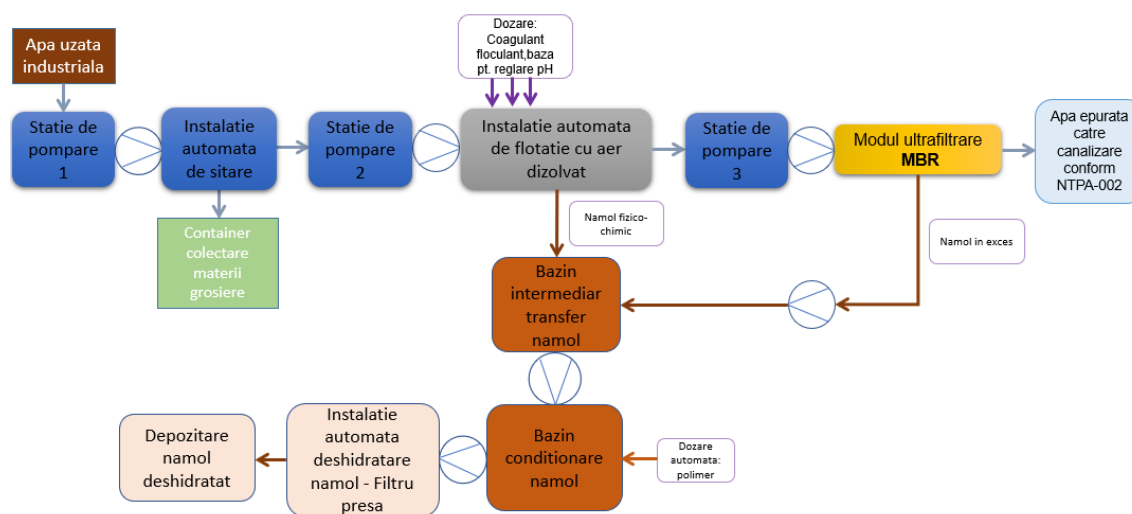 Apa uzata
industriala
Dozare:
Coagulant
floculant,baza
pt. reglare pH
Statie de
pompare
1
Instalatie
automata
de sitare
Statie de
pompare
2
Instalatie automata
de flotatie cu aer
dizolvat
Statie de
pompare
3
Modul ultrafiltrare
MBR
Apa epurata
catre
canalizare
conform
NTPA-002
Container
colectare
materii
grosiere
Namol fizico-
chimic
Namol in exces
Bazin
intermediar
transfer
namol
Depozitare
namol
deshidratat
Instalatie
automata
deshidratare
namol - Filtru
presa
Bazin
conditionare
namol
Dozare
automata:
polimer